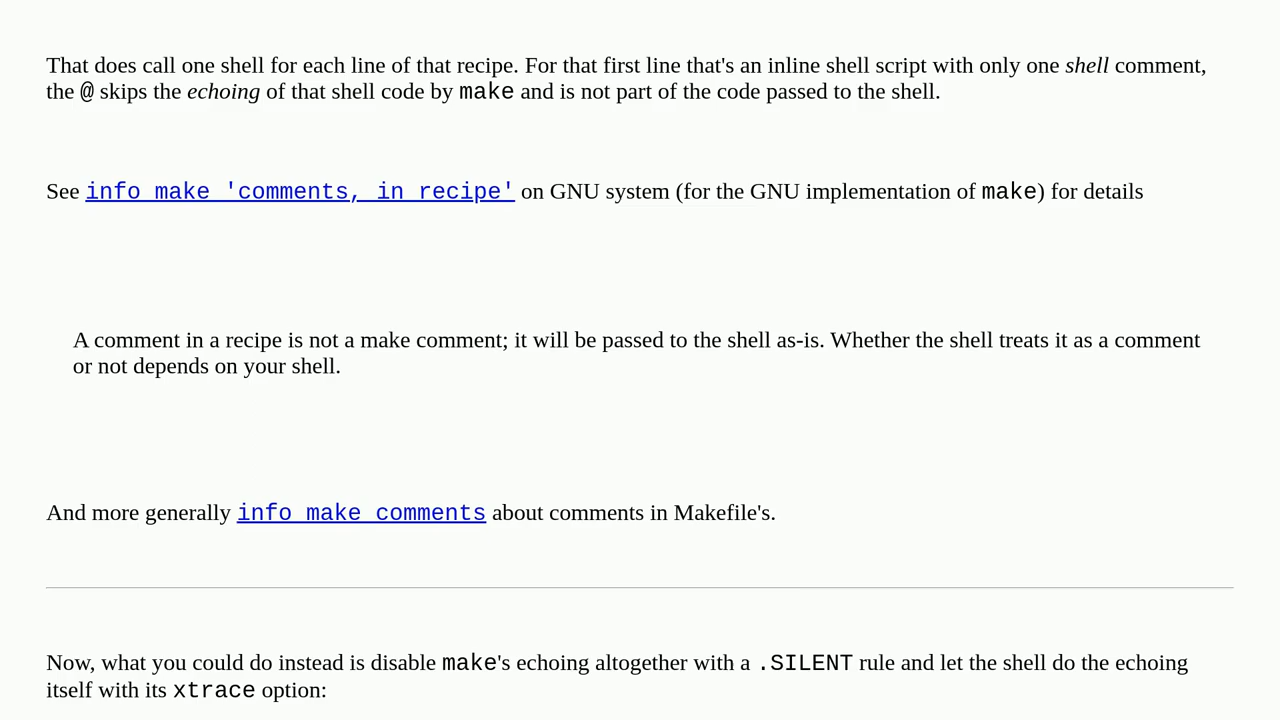 That does call one shell for each line of that recipe. For that first line that's an inline shell script with only one shell comment,
the @ skips the echoing of that shell code by make and is not part of the code passed to the shell.
See info make 'comments, in recipe' on GNU system (for the GNU implementation of make) for details
A comment in a recipe is not a make comment; it will be passed to the shell as-is. Whether the shell treats it as a comment
or not depends on your shell.
And more generally info make comments about comments in Makefile's.
Now, what you could do instead is disable make's echoing altogether with a .SILENT rule and let the shell do the echoing
itself with its xtrace option: